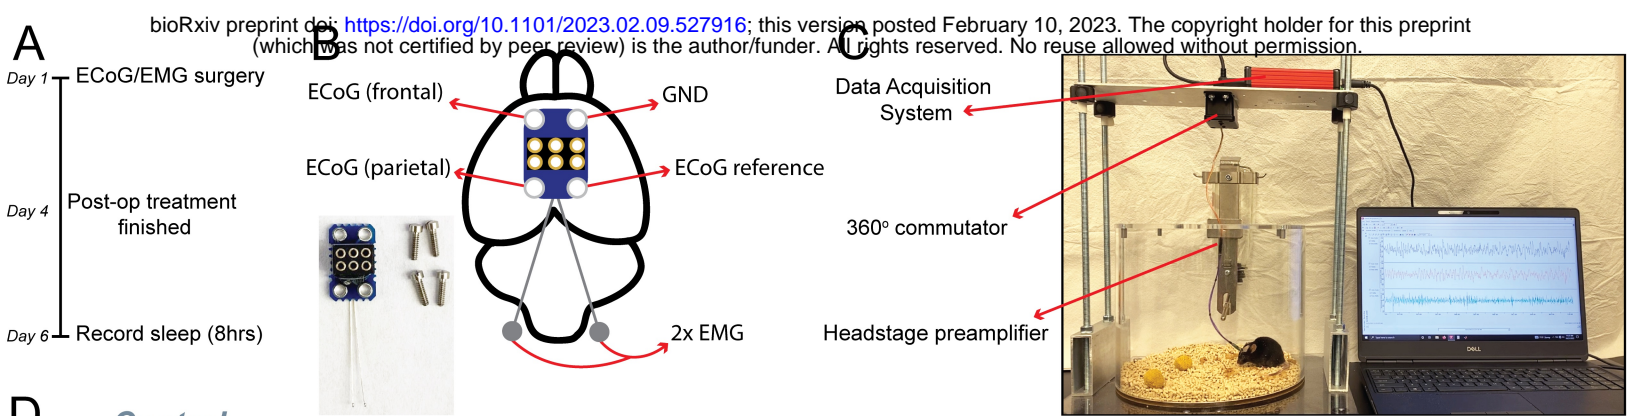 bioRxiv preprint doi: https://doi.org/10.1101/2023.02.09.527916; this version posted February 10, 2023. The copyright holder for this preprint
(which was not certified by peer review) is the author/funder. All rights reserved. No reuse allowed without permission.
A
Day 1
ECoG/EMG surgery
Day 4
Post-op treatment
finished
Day 6
Record sleep (8hrs)
B
ECoG (frontal)
GND
ECoG (parietal)
ECoG reference
2x EMG
C
Data Acquisition
System
360º commutator
Headstage preamplifier
DELL
D
Control